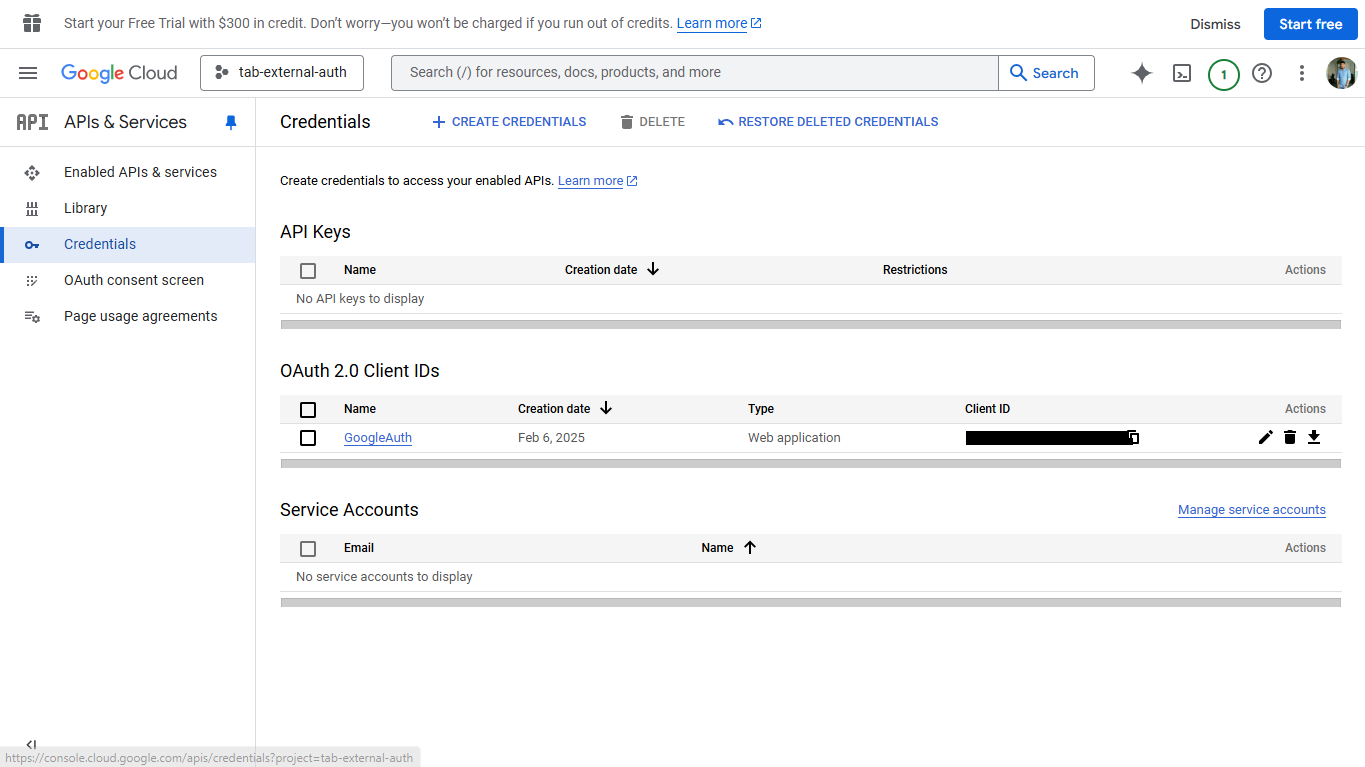 Start your Free Trial with $300 in credit. Don’t worry—you won’t be charged if you run out of credits. Learn more
Dismiss
Start free
Google Cloud
tab-external-auth
Search (/) for resources, docs, products, and more
Search
1
API APIs & Services
Credentials
CREATE CREDENTIALS
DELETE
RESTORE DELETED CREDENTIALS
Enabled APIs & services
Library
Credentials
OAuth consent screen
Page usage agreements
Create credentials to access your enabled APIs. Learn more
API Keys
Name Creation date Restrictions Actions
No API keys to display
OAuth 2.0 Client IDs
Name Creation date Type Client ID Actions
GoogleAuth Feb 6, 2025 Web application
Service Accounts
Manage service accounts
Email Name Actions
No service accounts to display
https://console.cloud.google.com/apis/credentials?project=tab-external-auth